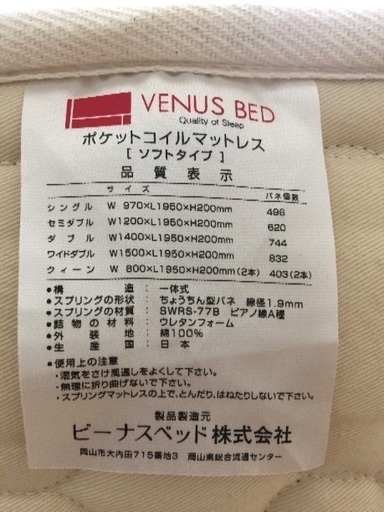 VENUS BED
Quality of Sleep
ポケットコイルマットレス
[ソフトタイプ]
品質表示
サイズ バネ個数
シングル W 970×L1950×H200mm 496
セミダブル W1200×L1950×H200mm 620
ダブル W1400×L1950×H200mm 744
ワイドダブル W1500×L1950×H200mm 832
クィーン W 800×L1950×H200mm(2本) 403(2本)
●構造:一体式
●スプリングの形状:ちょうちん型バネ 線径1.9mm
●スプリングの材質:SWRS-77B ピアノ線A種
●詰物の材料:ウレタンフォーム
●外装地:綿100%
●生産国:日本
●使用上の注意
・湿気をさけ風通しをよくして下さい。
・無理に折り曲げないで下さい。
・スプリングマットレスの上で、とんだり、はねたりしないで下さい。
製品製造元
ビーナスベッド株式会社
岡山市大内田715番地3 岡山県総合流通センター内